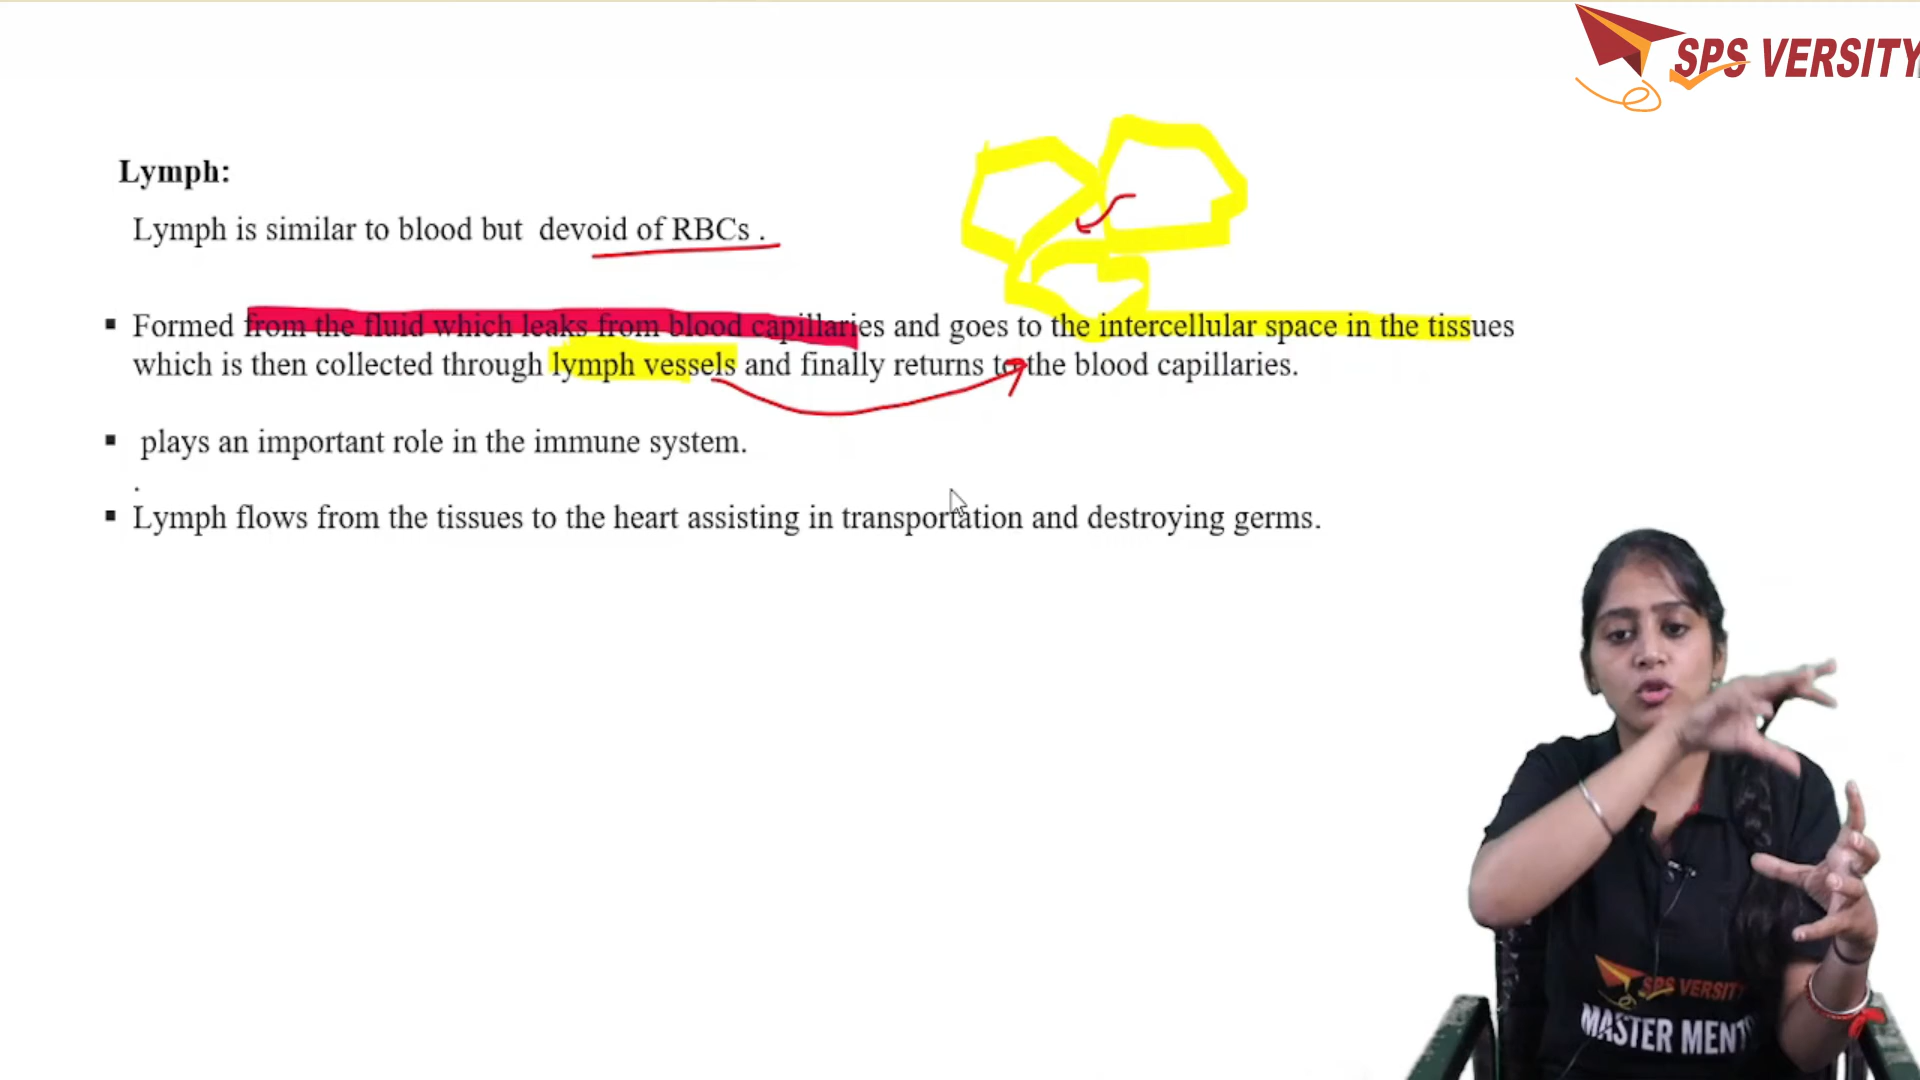 SPS VERSITY
Lymph:
Lymph is similar to blood but devoid of RBCs .
▪ Formed from the fluid which leaks from blood capillaries and goes to the intercellular space in the tissues
which is then collected through lymph vessels and finally returns to the blood capillaries.
▪ plays an important role in the immune system.
.
▪ Lymph flows from the tissues to the heart assisting in transportation and destroying germs.
SPS VERSITY
MASTER MENT